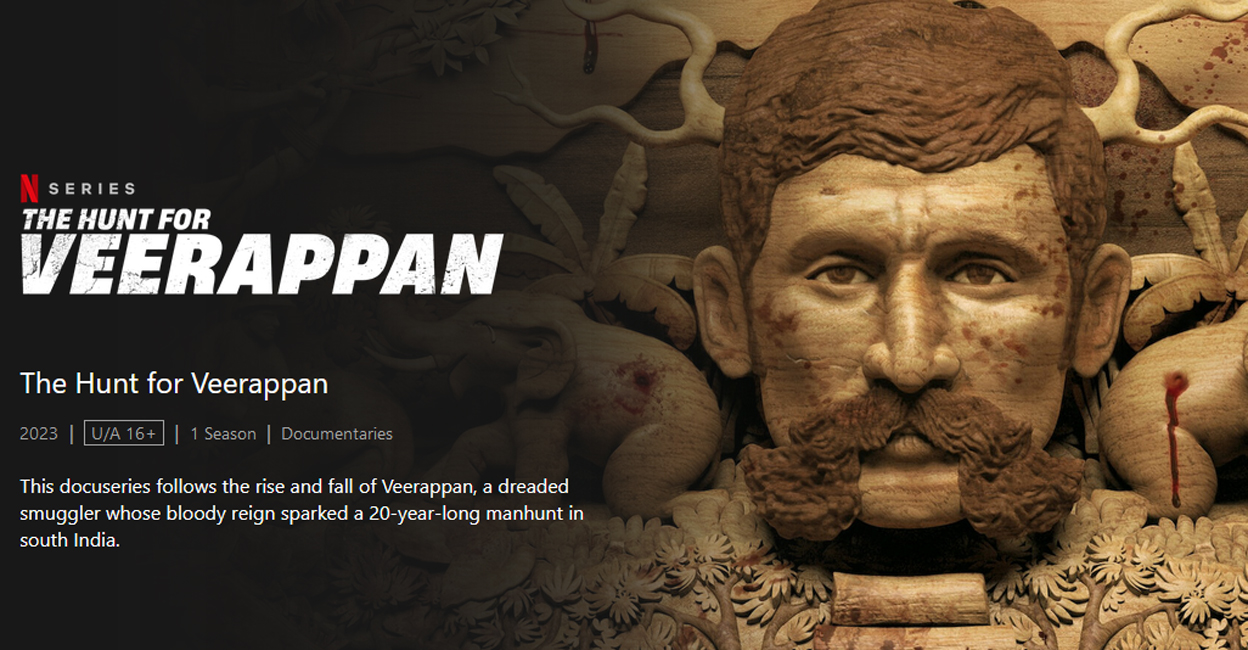 N SERIES
THE HUNT FOR
VEERAPPAN
The Hunt for Veerappan
2023 | U/A 16+ | 1 Season | Documentaries
This docuseries follows the rise and fall of Veerappan, a dreaded
smuggler whose bloody reign sparked a 20-year-long manhunt in
south India.